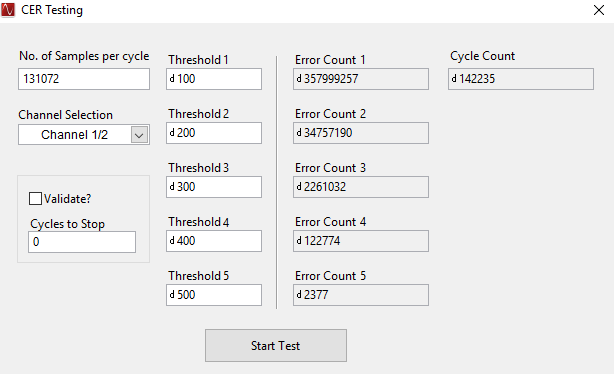 CER Testing
No. of Samples per cycle
131072
Channel Selection
Channel 1/2
Validate?
Cycles to Stop
0
Threshold 1
d 100
Threshold 2
d 200
Threshold 3
d 300
Threshold 4
d 400
Threshold 5
d 500
Error Count 1
d 357999257
Error Count 2
d 34757190
Error Count 3
d 2261032
Error Count 4
d 122774
Error Count 5
d 2377
Cycle Count
d 142235
Start Test